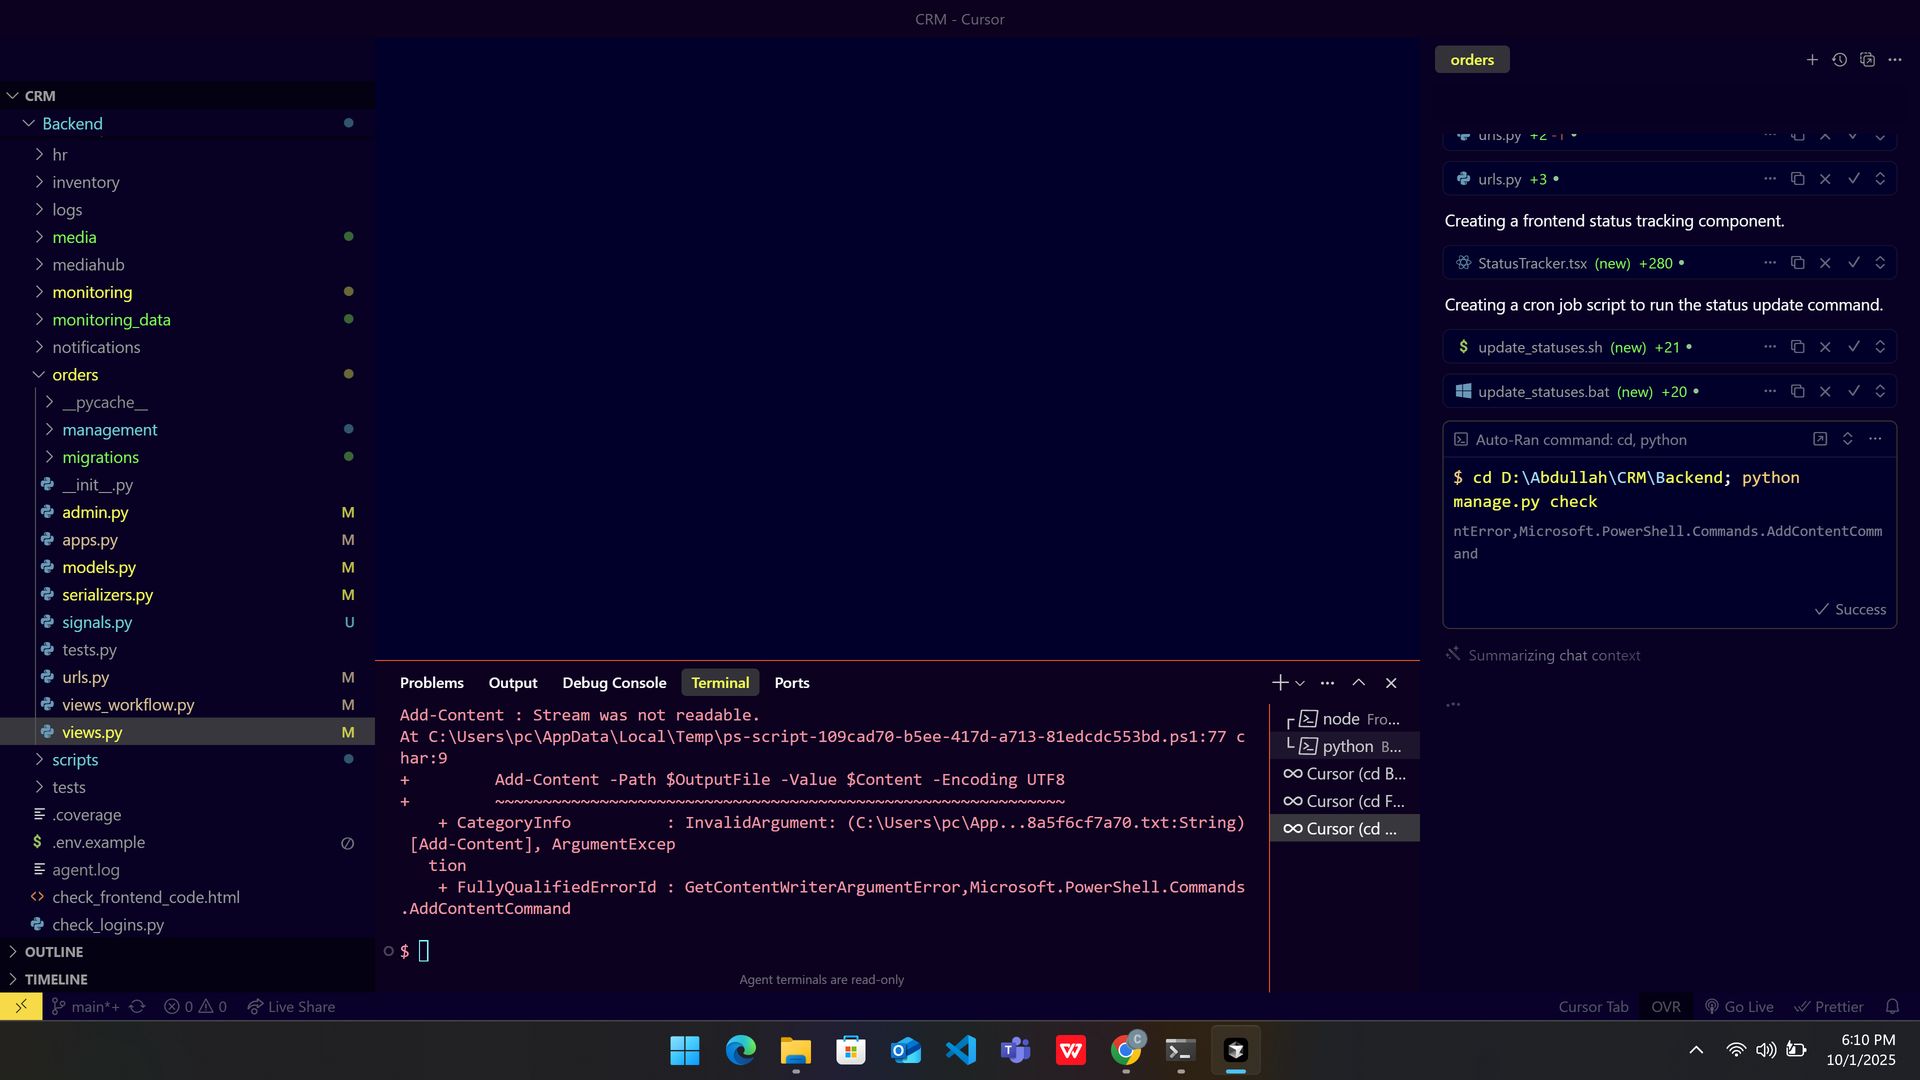 CRM - Cursor
CRM
Backend
hr
inventory
logs
media
mediahub
monitoring
monitoring_data
notifications
orders
__pycache__
management
migrations
__init__.py
admin.py M
apps.py M
models.py M
serializers.py M
signals.py U
tests.py
urls.py M
views_workflow.py M
views.py M
scripts
tests
.coverage
$ .env.example
agent.log
<> check_frontend_code.html
check_logins.py
OUTLINE
TIMELINE
Problems Output Debug Console Terminal Ports
Add-Content : Stream was not readable.
At C:\Users\pc\AppData\Local\Temp\ps-script-109cad70-b5ee-417d-a713-81edcdc553bd.ps1:77 c
har:9
+         Add-Content -Path $OutputFile -Value $Content -Encoding UTF8
+         ~~~~~~~~~~~~~~~~~~~~~~~~~~~~~~~~~~~~~~~~~~~~~~~~~~~~~~~~~~~~
    + CategoryInfo          : InvalidArgument: (C:\Users\pc\App...8a5f6cf7a70.txt:String)
 [Add-Content], ArgumentExcep
   tion
    + FullyQualifiedErrorId : GetContentWriterArgumentError,Microsoft.PowerShell.Commands
.AddContentCommand
$
Agent terminals are read-only
node Fro...
python B...
Cursor (cd B...
Cursor (cd F...
Cursor (cd ...
orders
urls.py +2 -1 •
urls.py +3 •
Creating a frontend status tracking component.
StatusTracker.tsx (new) +280 •
Creating a cron job script to run the status update command.
$ update_statuses.sh (new) +21 •
update_statuses.bat (new) +20 •
Auto-Ran command: cd, python
$ cd D:\Abdullah\CRM\Backend; python
manage.py check
ntError,Microsoft.PowerShell.Commands.AddContentComm
and
Success
Summarizing chat context
...
main*+ 0 0 Live Share
Cursor Tab OVR Go Live Prettier
6:10 PM
10/1/2025